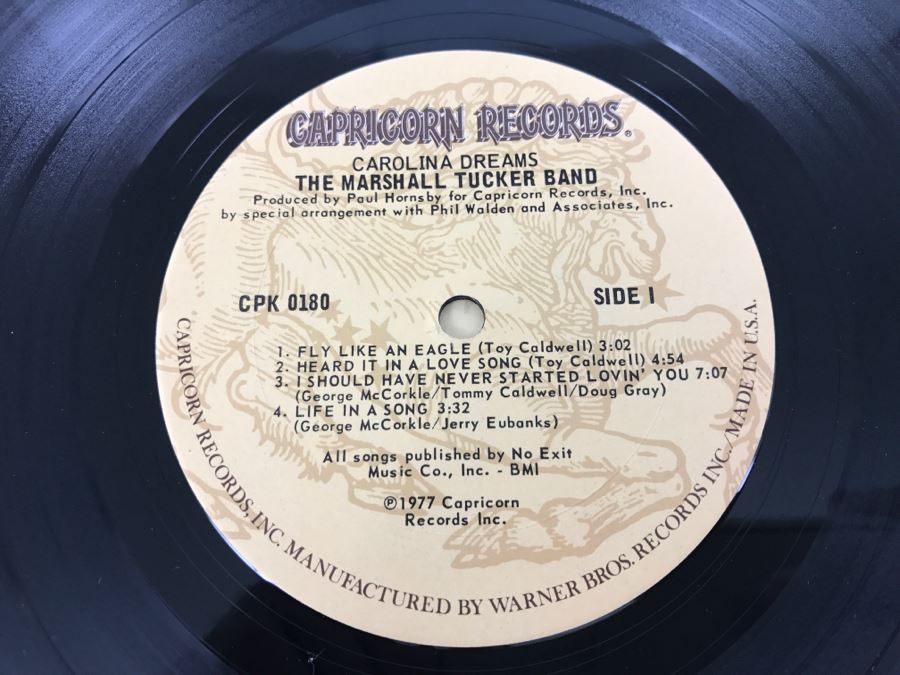 CAPRICORN RECORDS®
CAROLINA DREAMS
THE MARSHALL TUCKER BAND
Produced by Paul Hornsby for Capricorn Records, Inc.
by special arrangement with Phil Walden and Associates, Inc.
CPK 0180
SIDE 1
1. FLY LIKE AN EAGLE (Toy Caldwell) 3:02
2. HEARD IT IN A LOVE SONG (Toy Caldwell) 4:54
3. I SHOULD HAVE NEVER STARTED LOVIN' YOU 7:07
(George McCorkle/Tommy Caldwell/Doug Gray)
4. LIFE IN A SONG 3:32
(George McCorkle/Jerry Eubanks)
All songs published by No Exit
Music Co., Inc. - BMI
℗1977 Capricorn
Records Inc.
CAPRICORN RECORDS, INC. MANUFACTURED BY WARNER BROS. RECORDS INC./MADE IN U.S.A.